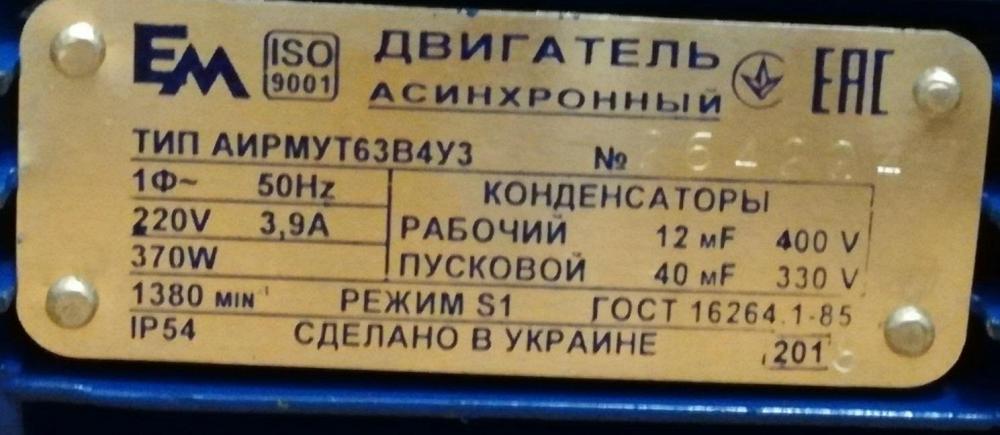 ЕМ ISO 9001 ДВИГАТЕЛЬ АСИНХРОННЫЙ ЕАС
ТИП АИРМУТ63В4У3 №
1Ф~ 50Hz
220V 3,9А
370W
КОНДЕНСАТОРЫ
РАБОЧИЙ 12 мF 400 V
ПУСКОВОЙ 40 мF 330 V
1380 MIN⁻¹ РЕЖИМ S1 ГОСТ 16264.1-85
IP54 СДЕЛАНО В УКРАИНЕ 201